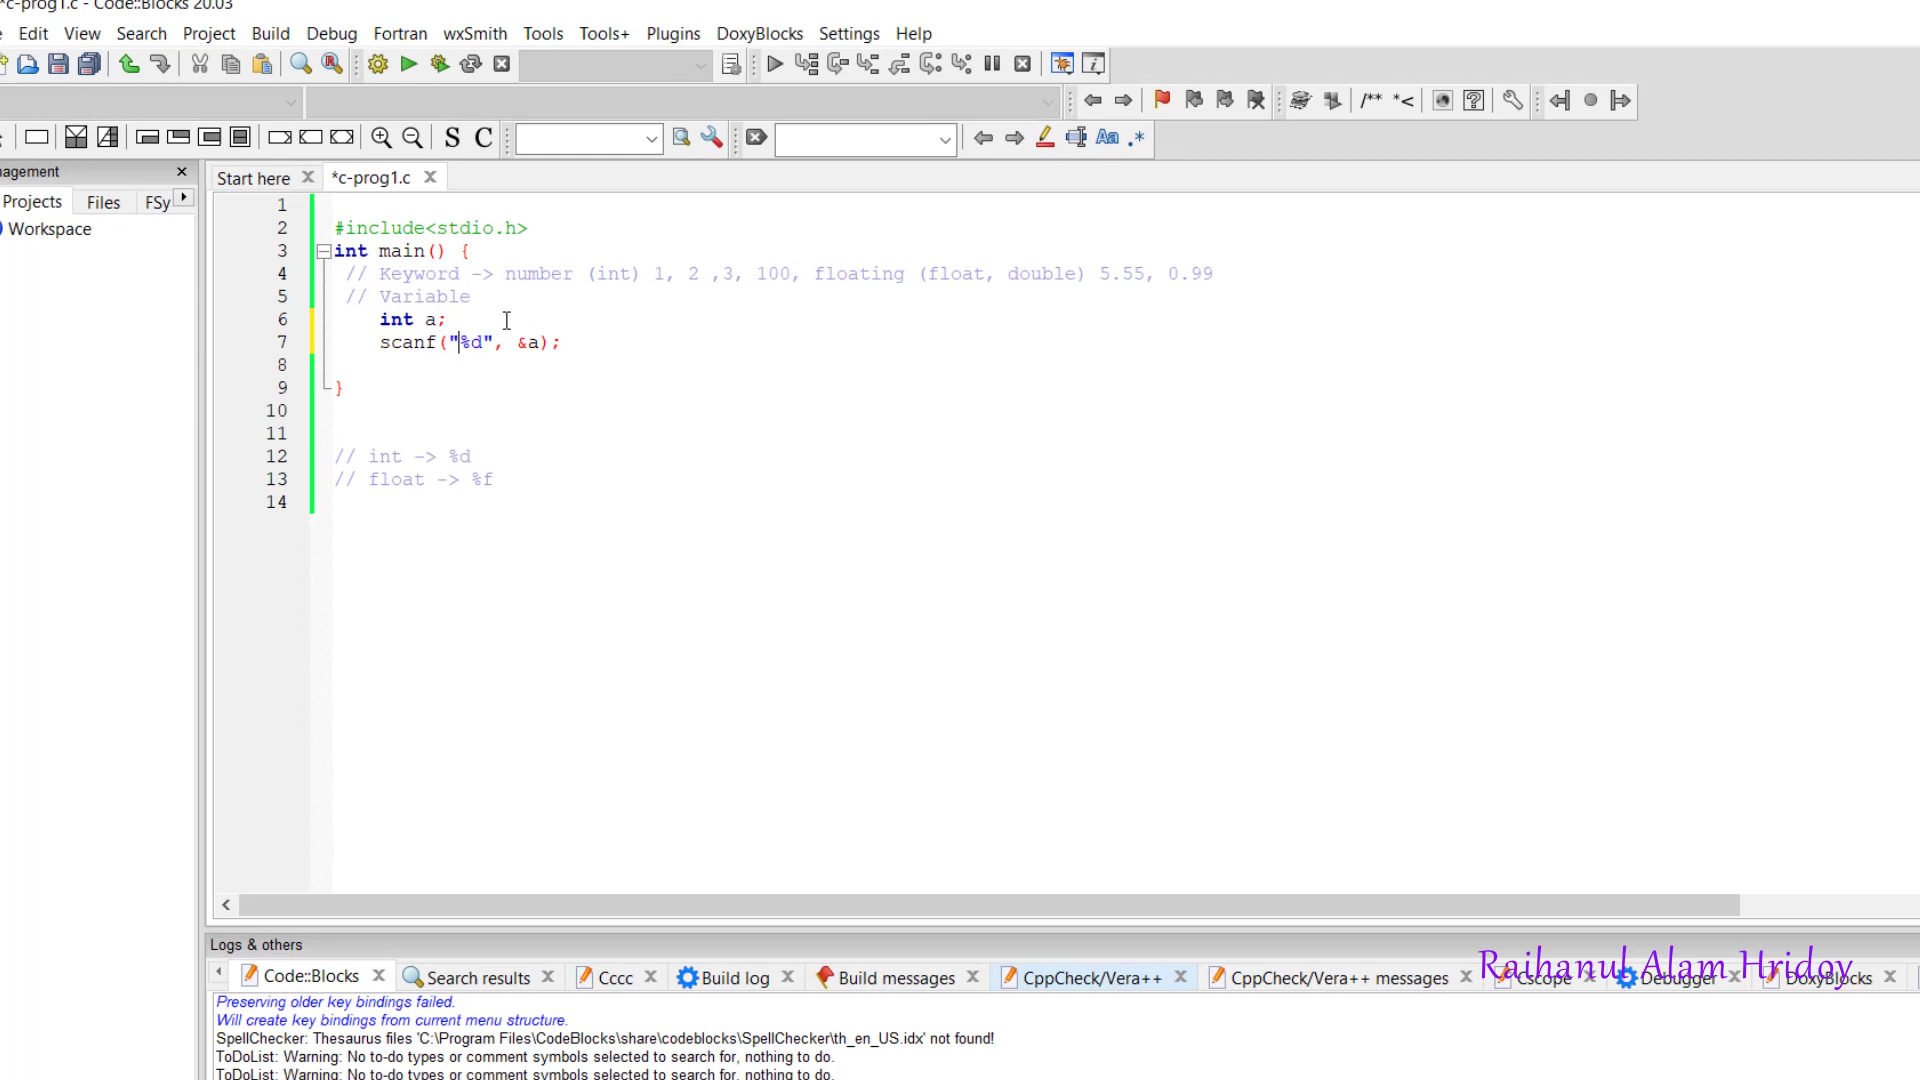 *c-prog1.c - Code::Blocks 20.03
Edit View Search Project Build Debug Fortran wxSmith Tools Tools+ Plugins DoxyBlocks Settings Help
/** *<
S C
Aa .*
nagement
Projects Files FSy
Workspace
Start here *c-prog1.c
1
2 #include<stdio.h>
3 int main() {
4 // Keyword -> number (int) 1, 2 ,3, 100, floating (float, double) 5.55, 0.99
5 // Variable
6 int a;
7 scanf("%d", &a);
8
9 }
10
11
12 // int -> %d
13 // float -> %f
14
Logs & others
Code::Blocks Search results Cccc Build log Build messages CppCheck/Vera++ CppCheck/Vera++ messages Cscope Debugger DoxyBlocks
Raihanul Alam Hridoy
Preserving older key bindings failed.
Will create key bindings from current menu structure.
SpellChecker: Thesaurus files 'C:\Program Files\CodeBlocks\share\codeblocks\SpellChecker\th_en_US.idx' not found!
ToDoList: Warning: No to-do types or comment symbols selected to search for, nothing to do.
ToDoList: Warning: No to-do types or comment symbols selected to search for, nothing to do.